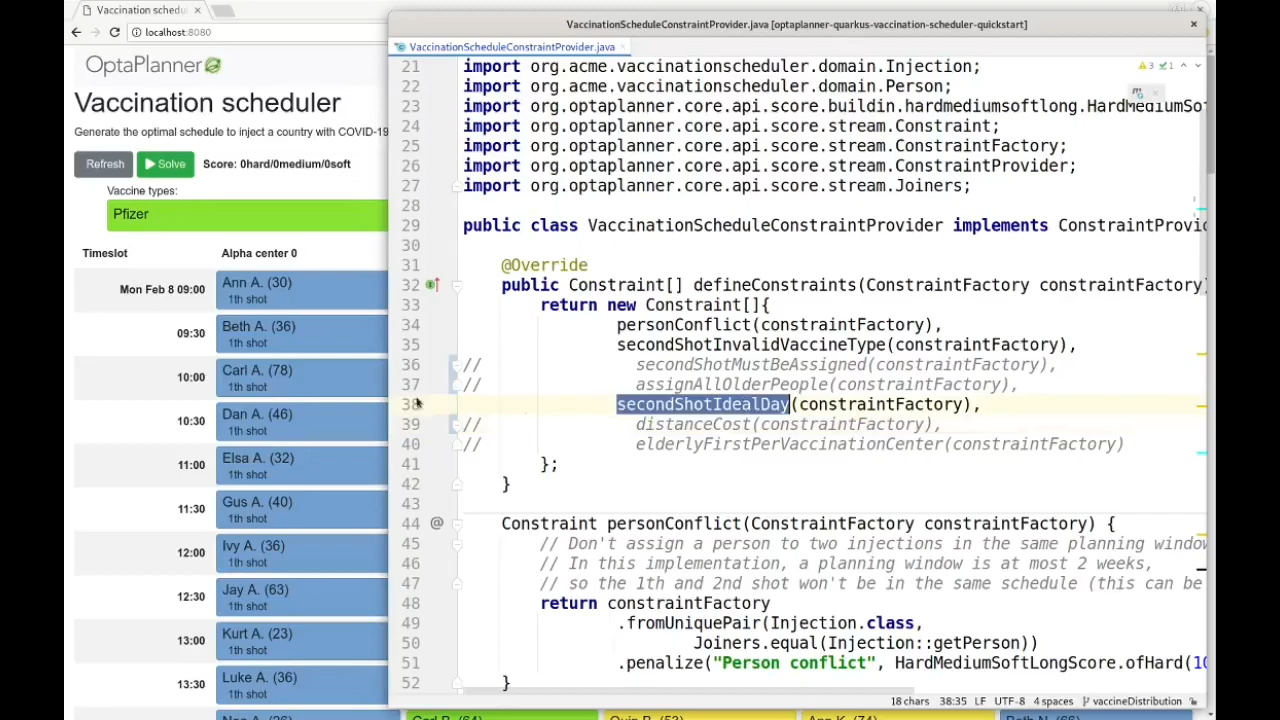 Vaccination schedul
localhost:8080
OptaPlanner
Vaccination scheduler
Generate the optimal schedule to inject a country with COVID-19
Refresh
Solve
Score: 0hard/0medium/0soft
Vaccine types:
Pfizer
Timeslot
Alpha center 0
Mon Feb 8 09:00
Ann A. (30)
1th shot
09:30
Beth A. (36)
1th shot
10:00
Carl A. (78)
1th shot
10:30
Dan A. (46)
1th shot
11:00
Elsa A. (32)
1th shot
11:30
Gus A. (40)
1th shot
12:00
Ivy A. (36)
1th shot
12:30
Jay A. (63)
1th shot
13:00
Kurt A. (23)
1th shot
13:30
Luke A. (36)
1th shot
VaccinationScheduleConstraintProvider.java [optaplanner-quarkus-vaccination-scheduler-quickstart]
VaccinationScheduleConstraintProvider.java
3 1
21 import org.acme.vaccinationscheduler.domain.Injection;
22 import org.acme.vaccinationscheduler.domain.Person;
23 import org.optaplanner.core.api.score.buildin.hardmediumsoftlong.HardMediumSof
24 import org.optaplanner.core.api.score.stream.Constraint;
25 import org.optaplanner.core.api.score.stream.ConstraintFactory;
26 import org.optaplanner.core.api.score.stream.ConstraintProvider;
27 import org.optaplanner.core.api.score.stream.Joiners;
28
29 public class VaccinationScheduleConstraintProvider implements ConstraintProvid
30
31 @Override
32 public Constraint[] defineConstraints(ConstraintFactory constraintFactory)
33 return new Constraint[]{
34 personConflict(constraintFactory),
35 secondShotInvalidVaccineType(constraintFactory),
36 // secondShotMustBeAssigned(constraintFactory),
37 // assignAllOlderPeople(constraintFactory),
38 secondShotIdealDay(constraintFactory),
39 // distanceCost(constraintFactory),
40 // elderlyFirstPerVaccinationCenter(constraintFactory)
41 };
42 }
43
44 @ Constraint personConflict(ConstraintFactory constraintFactory) {
45 // Don't assign a person to two injections in the same planning window
46 // In this implementation, a planning window is at most 2 weeks,
47 // so the 1th and 2nd shot won't be in the same schedule (this can be
48 return constraintFactory
49 .fromUniquePair(Injection.class,
50 Joiners.equal(Injection::getPerson))
51 .penalize("Person conflict", HardMediumSoftLongScore.ofHard(10
52 }
18 chars 38:35 LF UTF-8 4 spaces vaccineDistribution